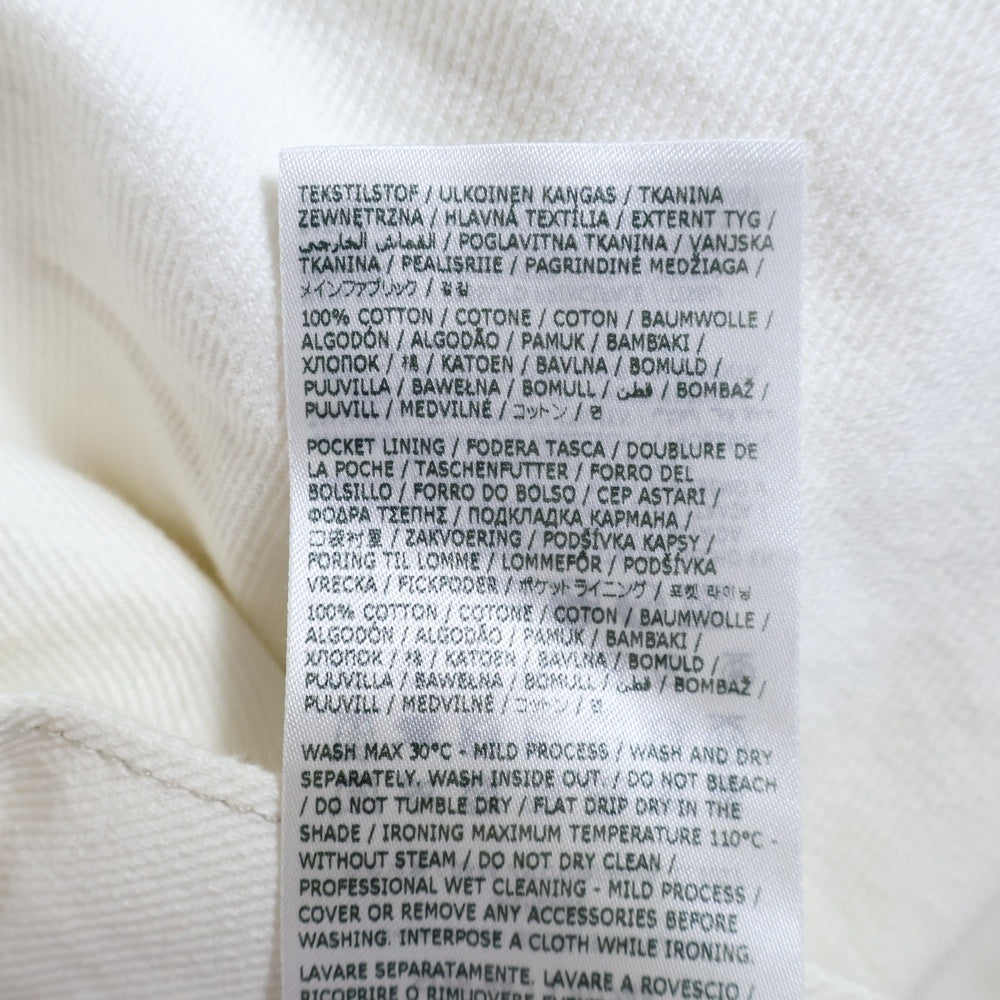 TEKSTILSTOF / ULKOINEN KANGAS / TKANINA
ZEWNĘTRZNA / HLAVNÁ TEXTÍLIA / EXTERNT TYG /
القماش الخارجي / POGLAVITNA TKANINA / VANJSKA
TKANINA / PEALISRIIE / PAGRINDINĖ MEDŽIAGA /
メインファブリック / 겉감
100% COTTON / COTONE / COTON / BAUMWOLLE /
ALGODÓN / ALGODÃO / PAMUK / BAMBAKI /
ХЛОПОК / 棉 / KATOEN / BAVLNA / BOMULD /
PUUVILLA / BAWEŁNA / BOMULL / قطن / BOMBAŽ /
PUUVILL / MEDVILNĖ / コットン / 면
POCKET LINING / FODERA TASCA / DOUBLURE DE
LA POCHE / TASCHENFUTTER / FORRO DEL
BOLSILLO / FORRO DO BOLSO / CEP ASTARI /
ΦΟΔΡΑ ΤΣΕΠΗΣ / ПОДКЛАДКА КАРМАНА /
口袋衬里 / ZAKVOERING / PODŠÍVKA KAPSY /
FORING TIL LOMME / LOMMEFÔR / PODŠÍVKA
VRECKA / FICKFODER / ポケットライニング / 포켓 라이닝
100% COTTON / COTONE / COTON / BAUMWOLLE /
ALGODÓN / ALGODÃO / PAMUK / BAMBAKI /
ХЛОПОК / 棉 / KATOEN / BAVLNA / BOMULD /
PUUVILLA / BAWEŁNA / BOMULL / قطن / BOMBAŽ /
PUUVILL / MEDVILNĖ / コットン / 면
WASH MAX 30°C - MILD PROCESS / WASH AND DRY
SEPARATELY. WASH INSIDE OUT. / DO NOT BLEACH
/ DO NOT TUMBLE DRY / FLAT DRIP DRY IN THE
SHADE / IRONING MAXIMUM TEMPERATURE 110°C -
WITHOUT STEAM / DO NOT DRY CLEAN /
PROFESSIONAL WET CLEANING - MILD PROCESS /
COVER OR REMOVE ANY ACCESSORIES BEFORE
WASHING. INTERPOSE A CLOTH WHILE IRONING.
LAVARE SEPARATAMENTE. LAVARE A ROVESCIO /
RICOPRIRE O RIMUOVERE